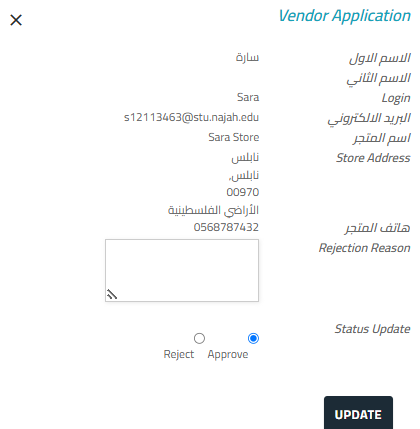 Vendor Application
الاسم الاول سارة
الاسم الثاني
Login Sara
البريد الالكتروني s12113463@stu.najah.edu
اسم المتجر Sara Store
Store Address نابلس
نابلس,
00970
الأراضي الفلسطينية
هاتف المتجر 0568787432
Rejection Reason
Status Update
Reject Approve
UPDATE